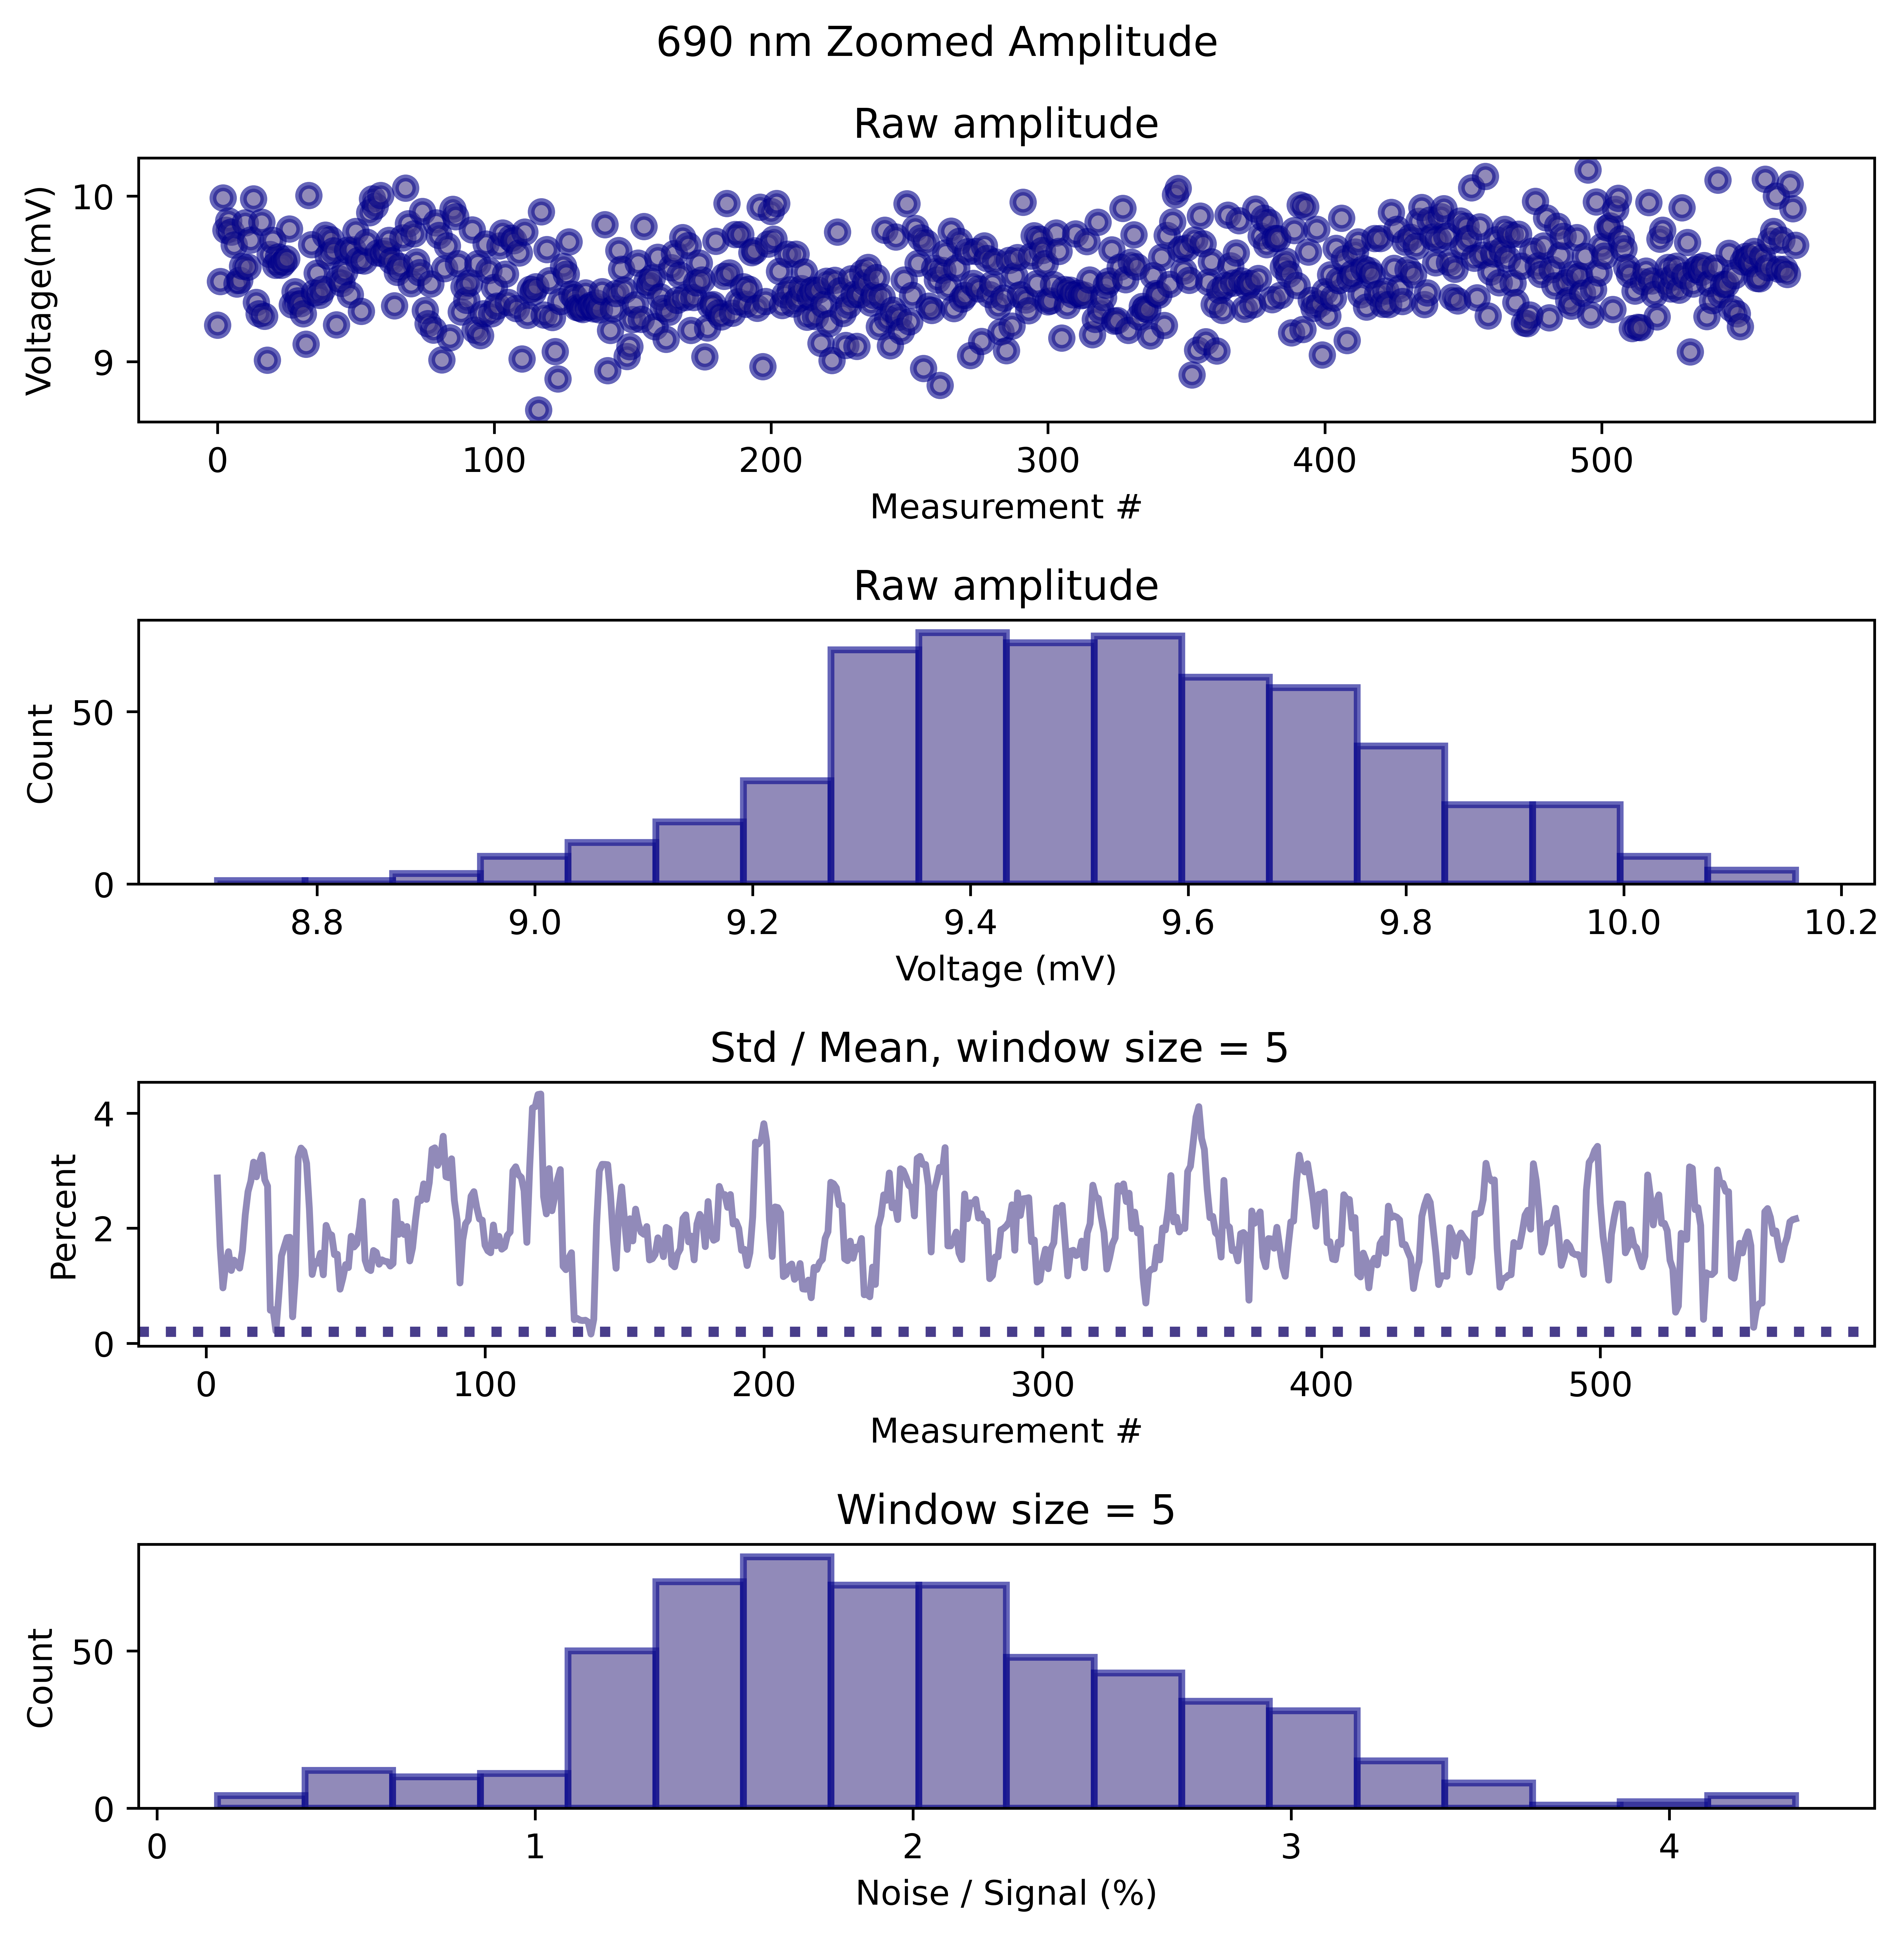 690 nm Zoomed Amplitude
Raw amplitude
Voltage(mV)
10
9
0 100 200 300 400 500
Measurement #
Raw amplitude
Count
50
0
8.8 9.0 9.2 9.4 9.6 9.8 10.0 10.2
Voltage (mV)
Std / Mean, window size = 5
Percent
4
2
0
0 100 200 300 400 500
Measurement #
Window size = 5
Count
50
0
0 1 2 3 4
Noise / Signal (%)